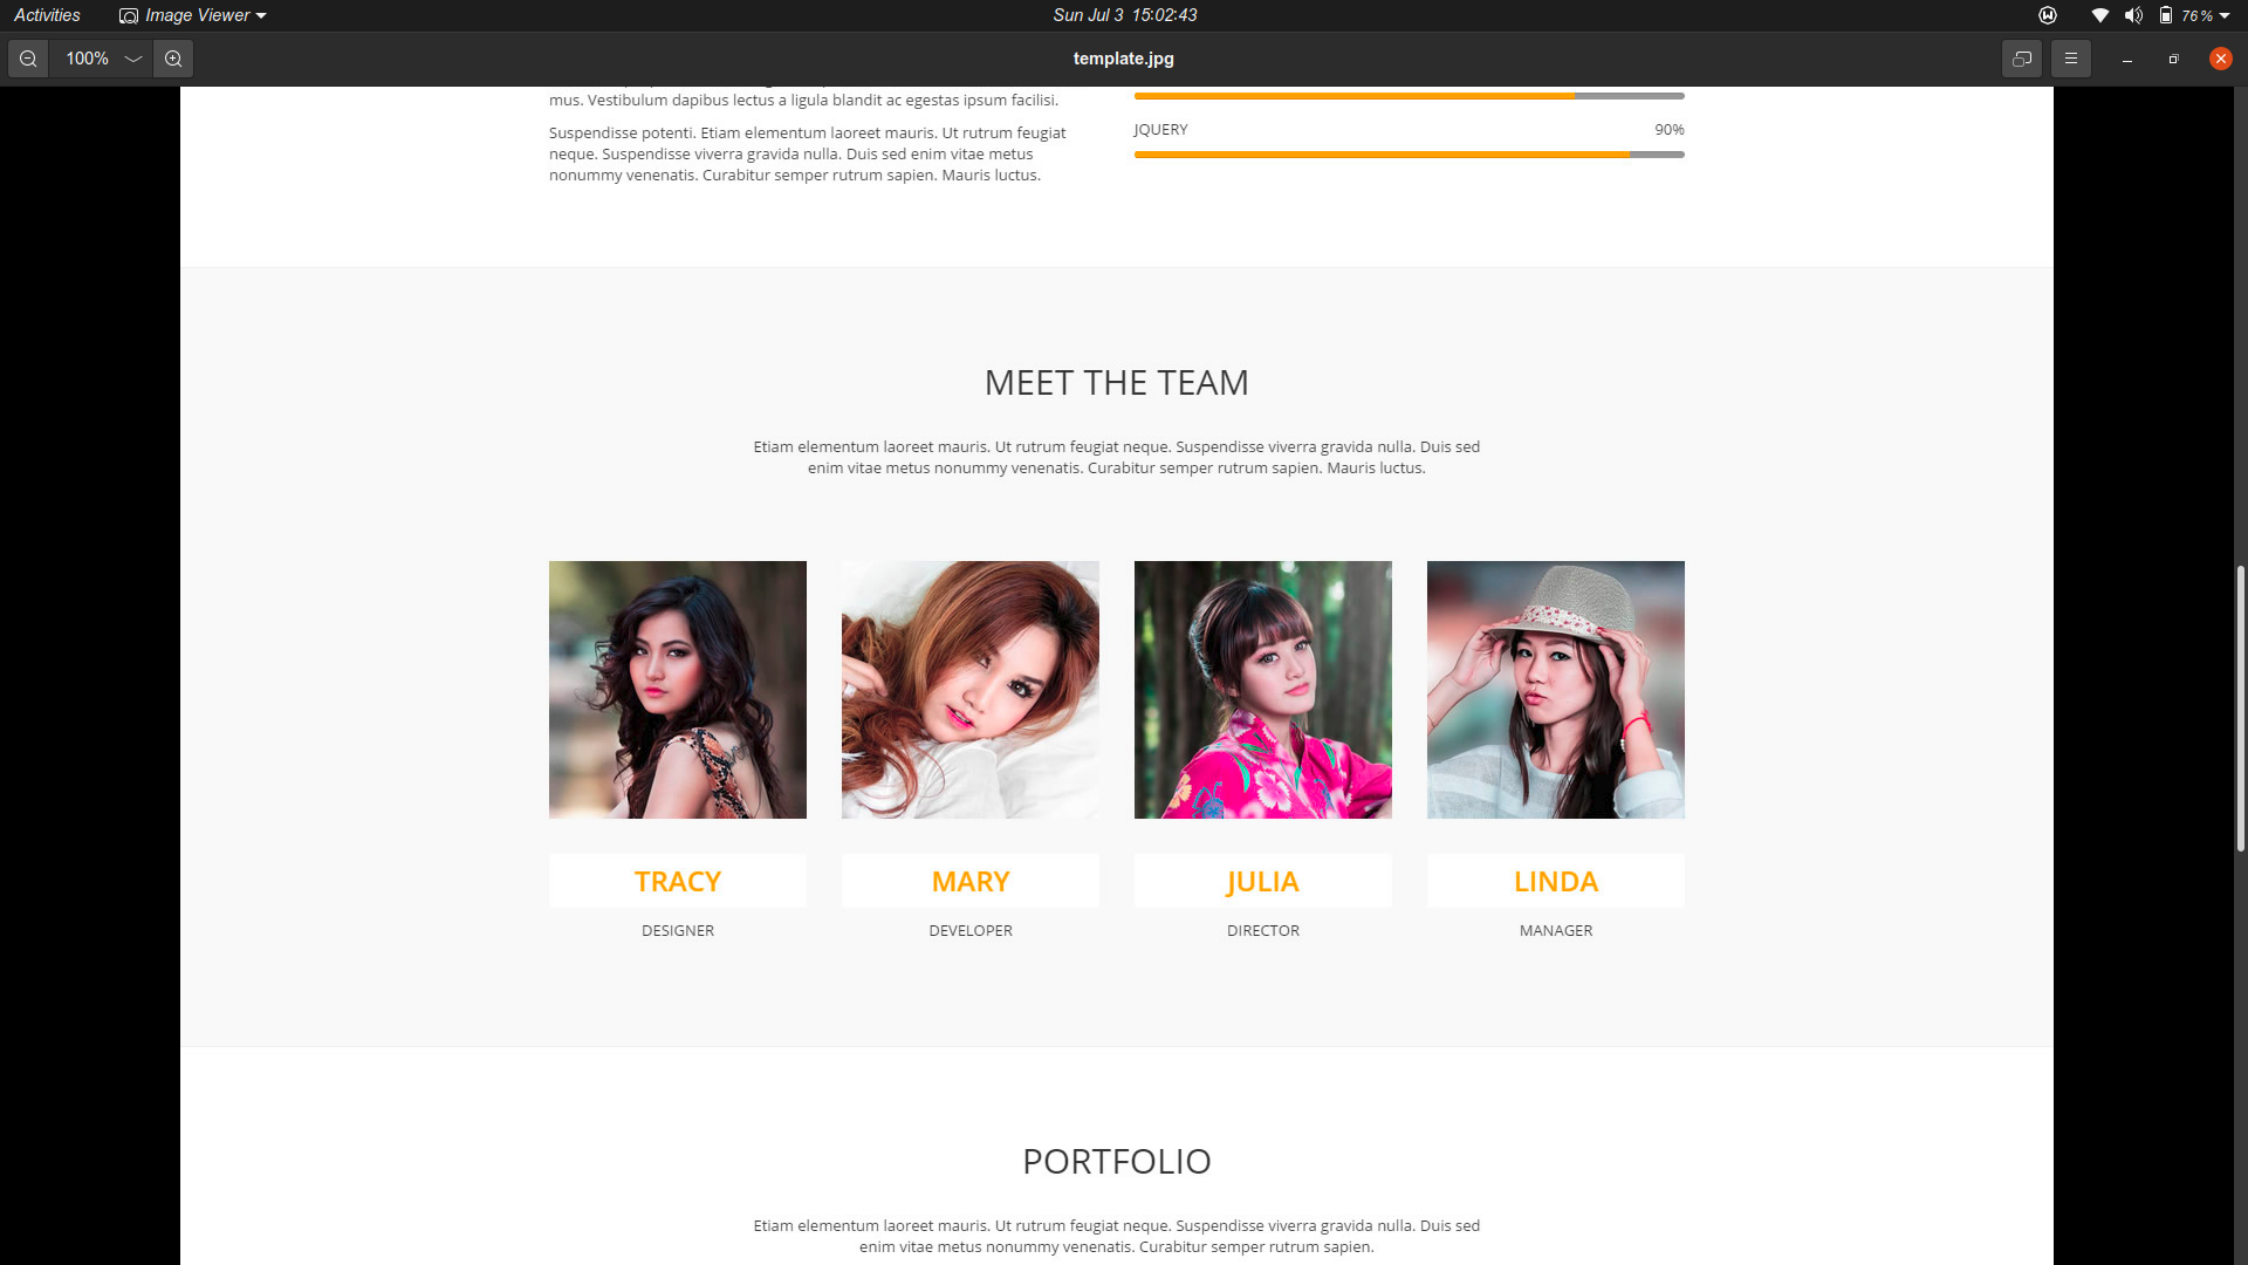 Activities
Image Viewer
Sun Jul 3 15:02:43
76%
100%
template.jpg
mus. Vestibulum dapibus lectus a ligula blandit ac egestas ipsum facilisi.
Suspendisse potenti. Etiam elementum laoreet mauris. Ut rutrum feugiat
neque. Suspendisse viverra gravida nulla. Duis sed enim vitae metus
nonummy venenatis. Curabitur semper rutrum sapien. Mauris luctus.
JQUERY
90%
MEET THE TEAM
Etiam elementum laoreet mauris. Ut rutrum feugiat neque. Suspendisse viverra gravida nulla. Duis sed
enim vitae metus nonummy venenatis. Curabitur semper rutrum sapien. Mauris luctus.
TRACY
DESIGNER
MARY
DEVELOPER
JULIA
DIRECTOR
LINDA
MANAGER
PORTFOLIO
Etiam elementum laoreet mauris. Ut rutrum feugiat neque. Suspendisse viverra gravida nulla. Duis sed
enim vitae metus nonummy venenatis. Curabitur semper rutrum sapien.